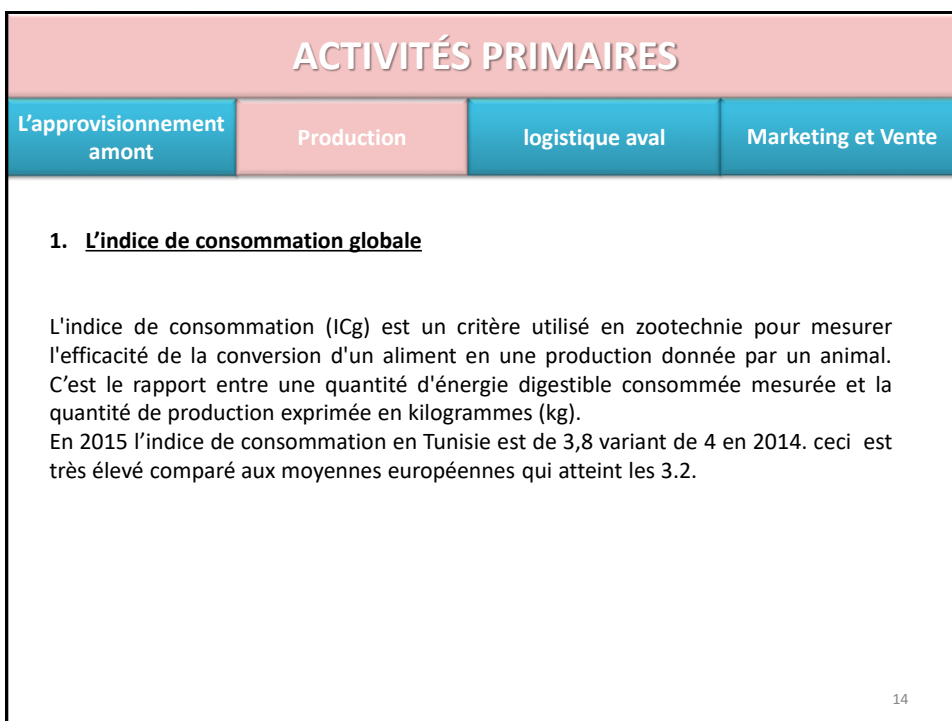 ACTIVITÉS PRIMAIRES
L’approvisionnement
amont
Production
logistique aval
Marketing et Vente
1. L’indice de consommation globale
L'indice de consommation (ICg) est un critère utilisé en zootechnie pour mesurer
l'efficacité de la conversion d'un aliment en une production donnée par un animal.
C’est le rapport entre une quantité d'énergie digestible consommée mesurée et la
quantité de production exprimée en kilogrammes (kg).
En 2015 l’indice de consommation en Tunisie est de 3,8 variant de 4 en 2014. ceci est
très élevé comparé aux moyennes européennes qui atteint les 3.2.
14